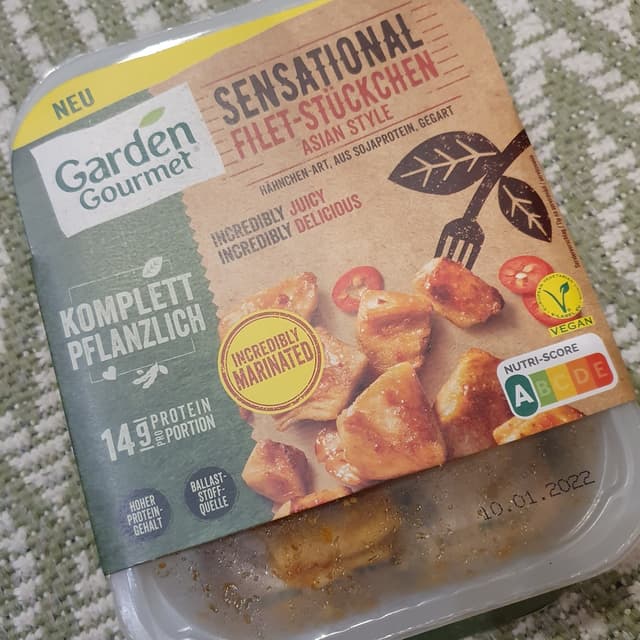 NEU
Garden
Gourmet
SENSATIONAL
FILET-STÜCKCHEN
ASIAN STYLE
HÄHNCHEN-ART, AUS SOJAPROTEIN, GEGART
INCREDIBLY JUICY
INCREDIBLY DELICIOUS
KOMPLETT
PFLANZLICH
INCREDIBLY
MARINATED
VEGAN
NUTRI-SCORE
ABCDE
14g PROTEIN
PRO PORTION
HOHER
PROTEIN-
GEHALT
BALLAST-
STOFF-
QUELLE
10.01.2022